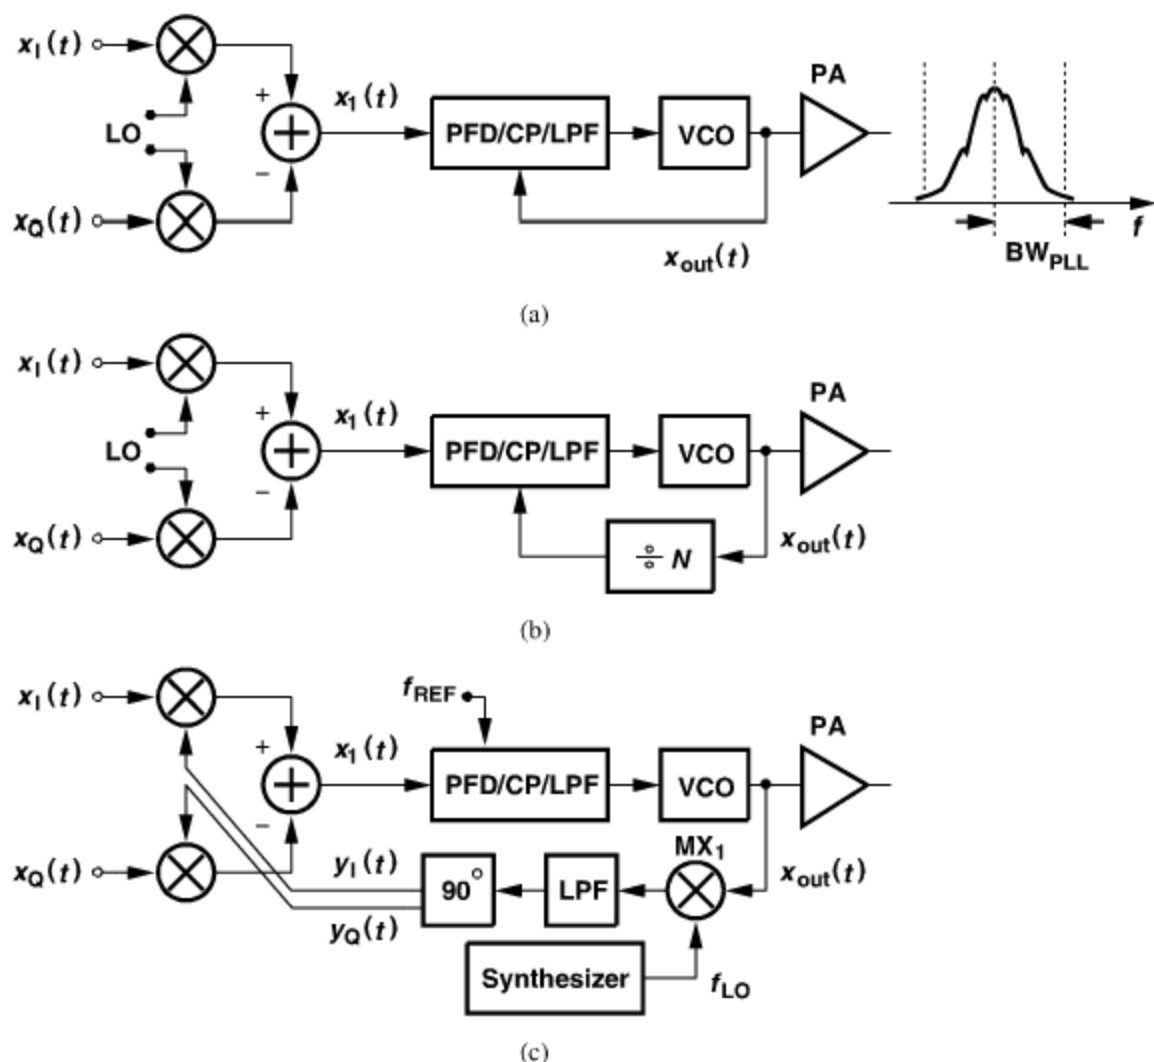 x_I(t)
LO
x_Q(t)
+
−
x_1(t)
PFD/CP/LPF
VCO
PA
x_out(t)
BW_PLL
f
(a)
x_I(t)
LO
x_Q(t)
+
−
x_1(t)
PFD/CP/LPF
VCO
PA
÷ N
x_out(t)
(b)
x_I(t)
x_Q(t)
+
−
x_1(t)
f_REF
PFD/CP/LPF
VCO
PA
MX_1
x_out(t)
y_I(t)
y_Q(t)
90°
LPF
Synthesizer
f_LO
(c)